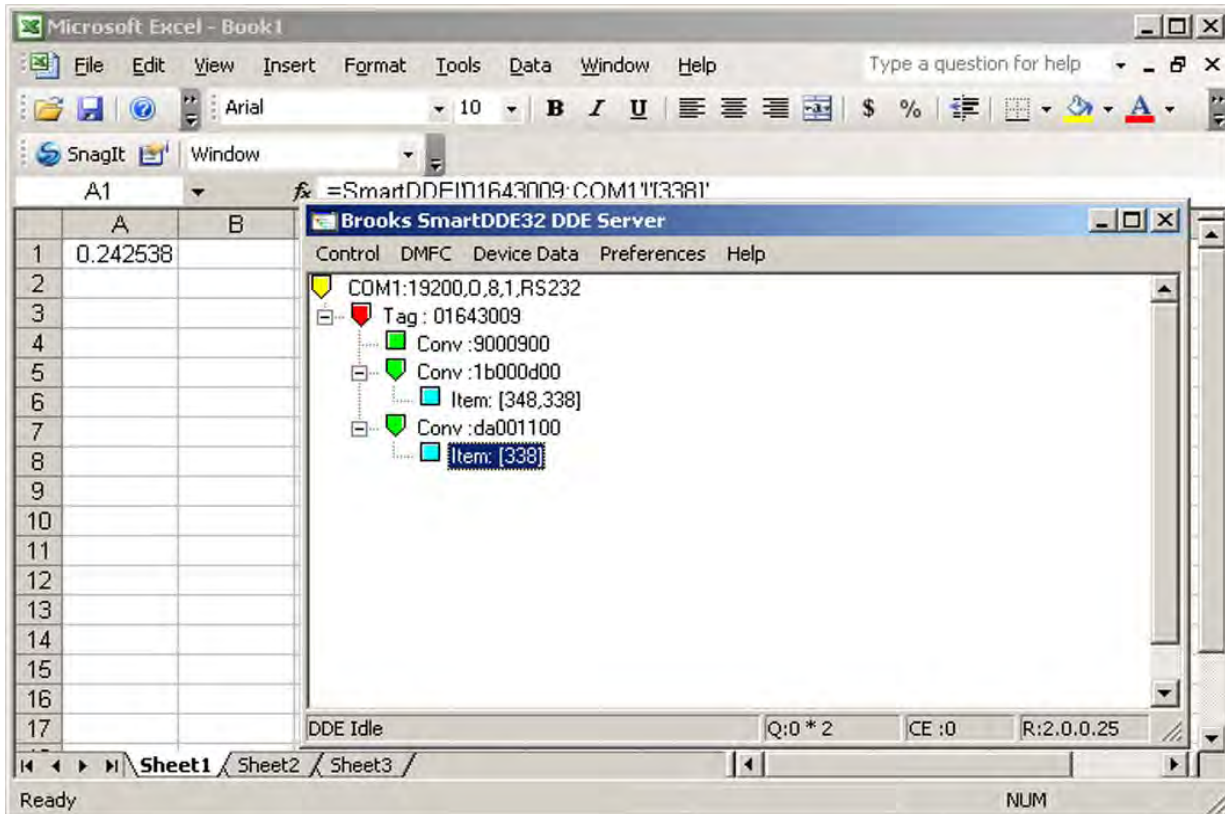 Microsoft Excel - Book1
File Edit View Insert Format Tools Data Window Help Type a question for help
Arial 10 B I U $ % A
SnagIt Window
A1 fx =SmartDDE|'01643009:COM1'!'[338]'
A B
1 0.242538
2
3
4
5
6
7
8
9
10
11
12
13
14
15
16
17
Brooks SmartDDE32 DDE Server
Control DMFC Device Data Preferences Help
COM1:19200,O,8,1,RS232
Tag : 01643009
Conv :9000900
Conv :1b000d00
Item: [348,338]
Conv :da001100
Item: [338]
DDE Idle Q:0 * 2 CE :0 R:2.0.0.25
Sheet1 Sheet2 Sheet3
Ready NUM